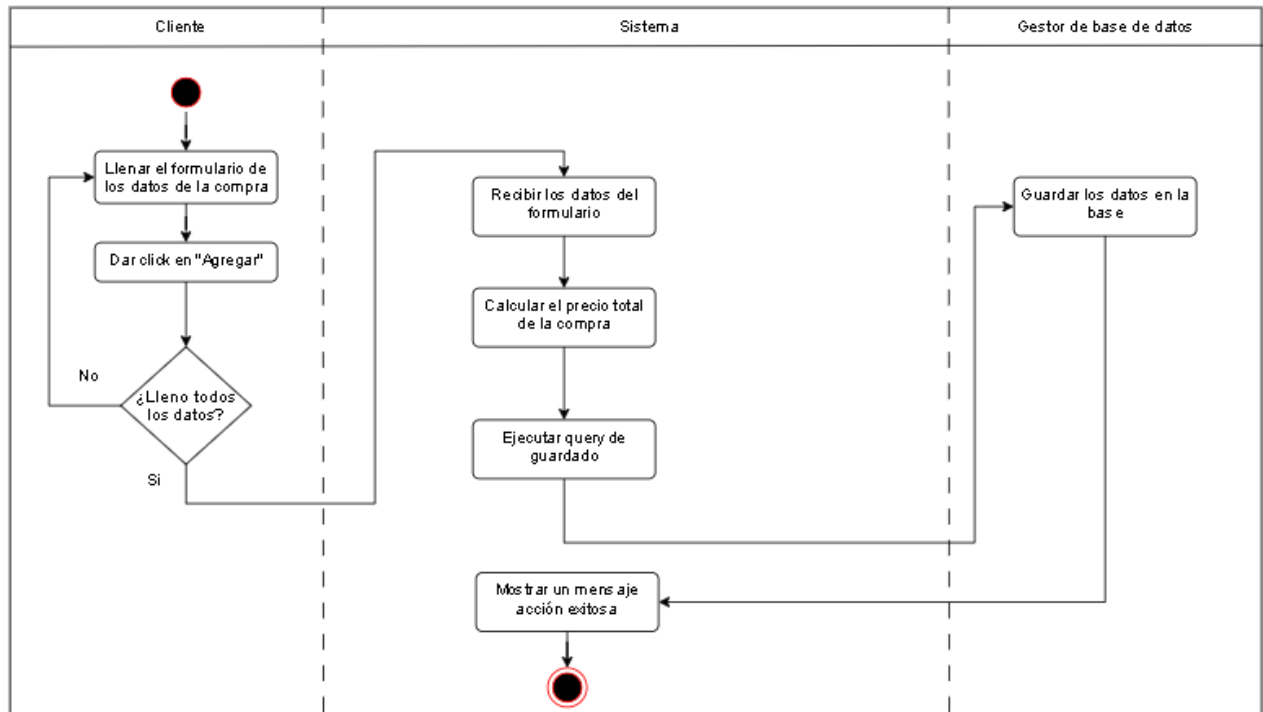 Cliente
Sistema
Gestor de base de datos
Llenar el formulario de
los datos de la compra
Dar click en "Agregar"
¿Lleno todos
los datos?
No
Si
Recibir los datos del
formulario
Calcular el precio total
de la compra
Ejecutar query de
guardado
Guardar los datos en la
base
Mostrar un mensaje
acción exitosa